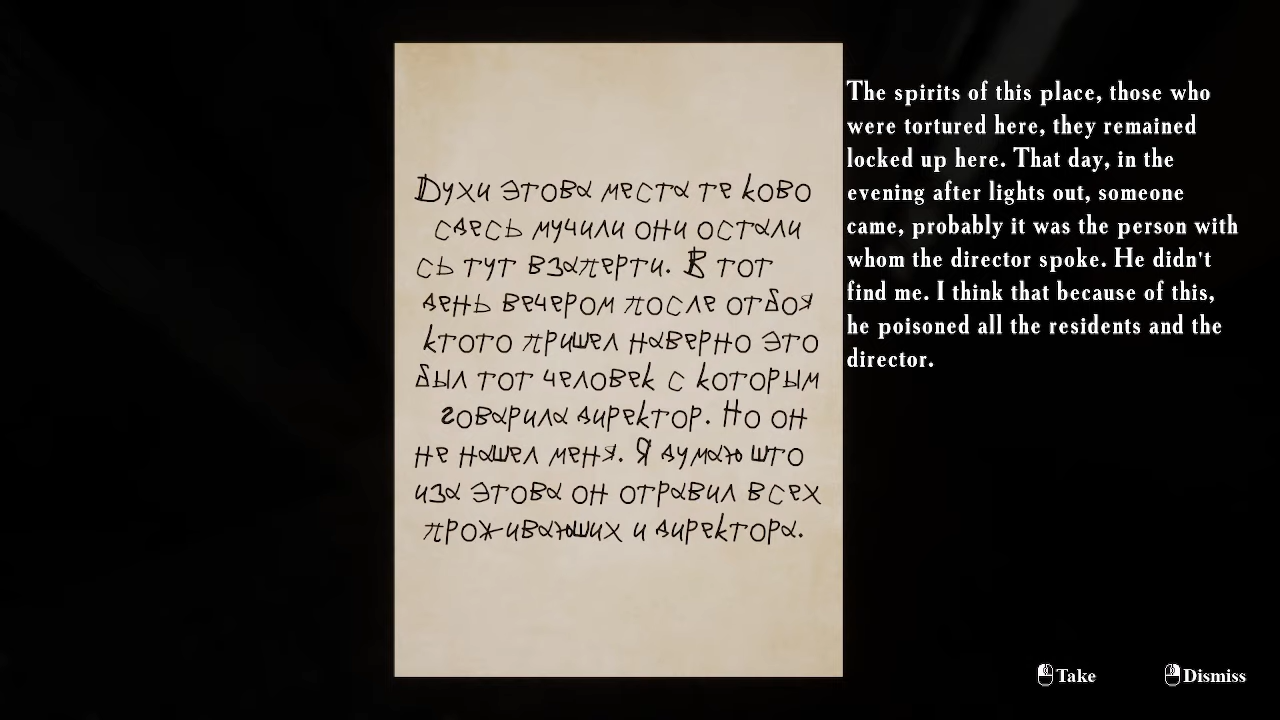 Духи этова места те ково
сдесь мучили они остали
сь тут взаперти. В тот
день вечером после отбоя
ктото пришел наверно это
был тот человек с которым
говарила директор. Но он
не нашел меня. Я думаю што
иза этова он отравил всех
проживаюших и директора.
The spirits of this place, those who
were tortured here, they remained
locked up here. That day, in the
evening after lights out, someone
came, probably it was the person with
whom the director spoke. He didn't
find me. I think that because of this,
he poisoned all the residents and the
director.
Take Dismiss